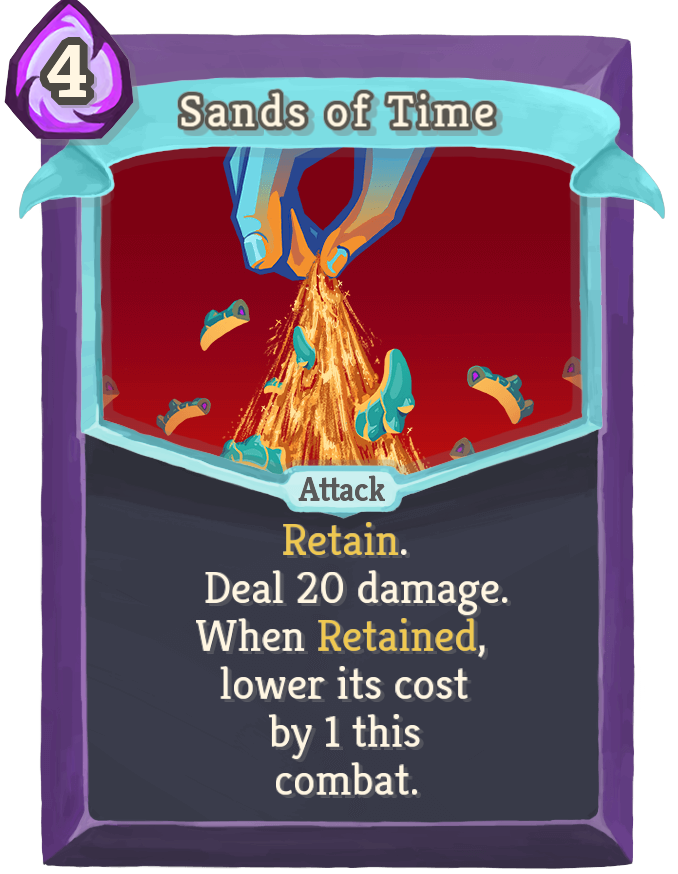 4
Sands of Time
Attack
Retain.
Deal 20 damage.
When Retained,
lower its cost
by 1 this
combat.